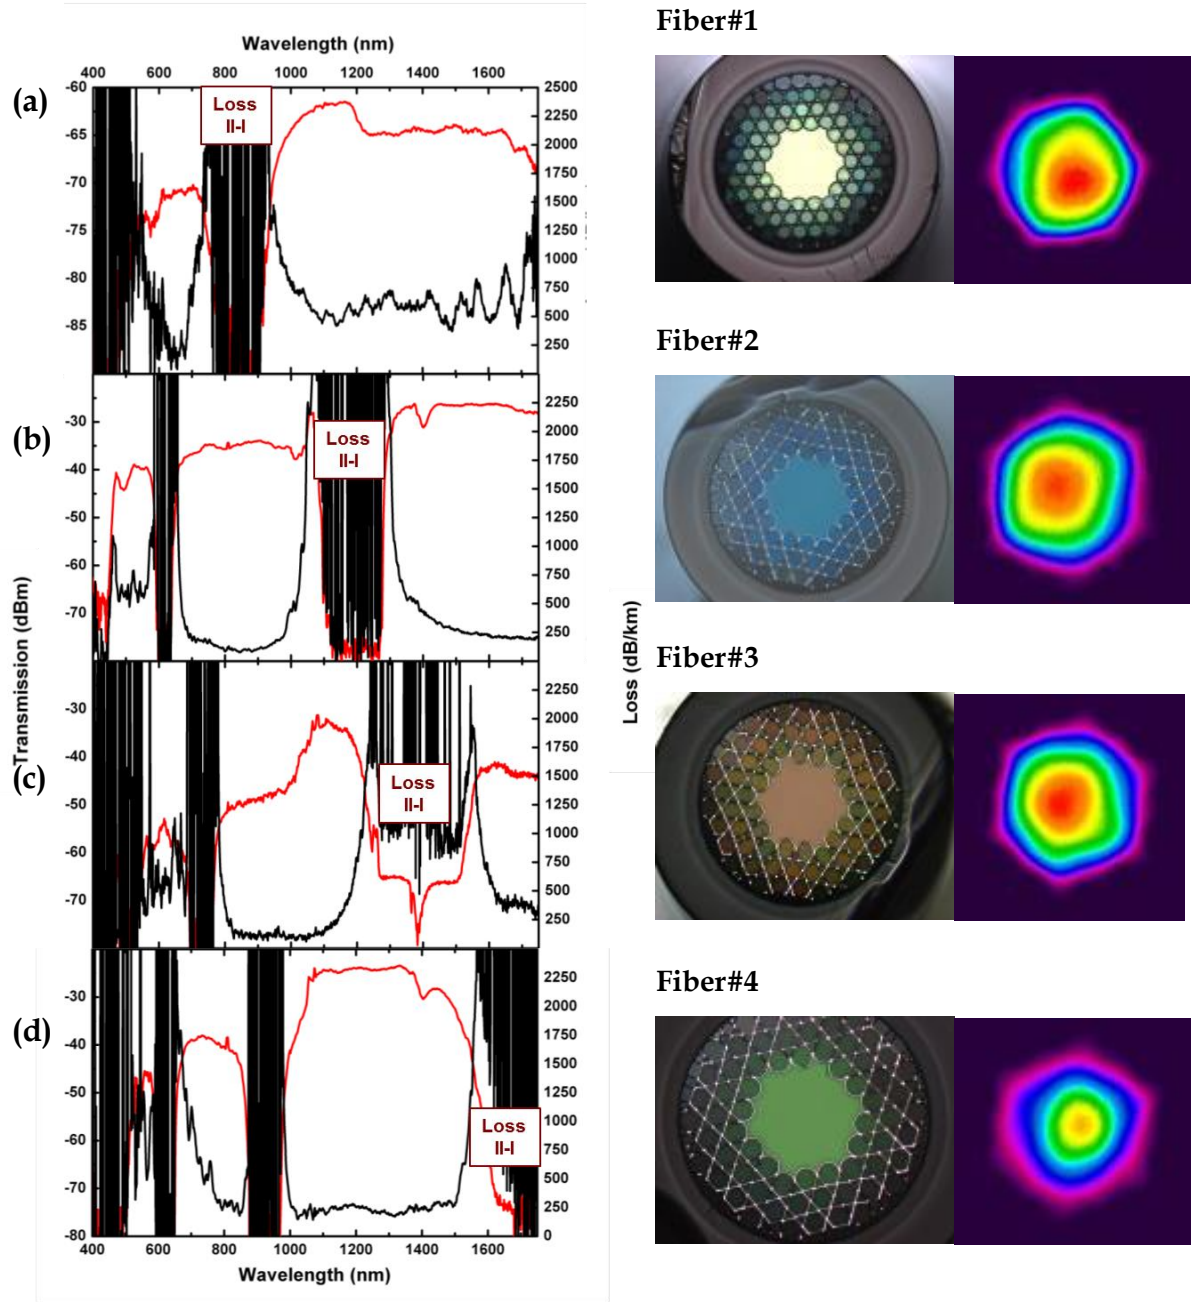 Fiber#1
Wavelength (nm)
400 600 800 1000 1200 1400 1600
(a)
-60
-65
-70
-75
-80
-85
Loss
II-I
2500
2250
2000
1750
1500
1250
1000
750
500
250
Fiber#2
(b)
-30
-40
-50
-60
-70
Loss
II-I
2250
2000
1750
1500
1250
1000
750
500
250
Transmission (dBm)
Loss (dB/km)
Fiber#3
(c)
-30
-40
-50
-60
-70
Loss
II-I
2250
2000
1750
1500
1250
1000
750
500
250
Fiber#4
(d)
-30
-40
-50
-60
-70
-80
Loss
II-I
2250
2000
1750
1500
1250
1000
750
500
250
0
400 600 800 1000 1200 1400 1600
Wavelength (nm)